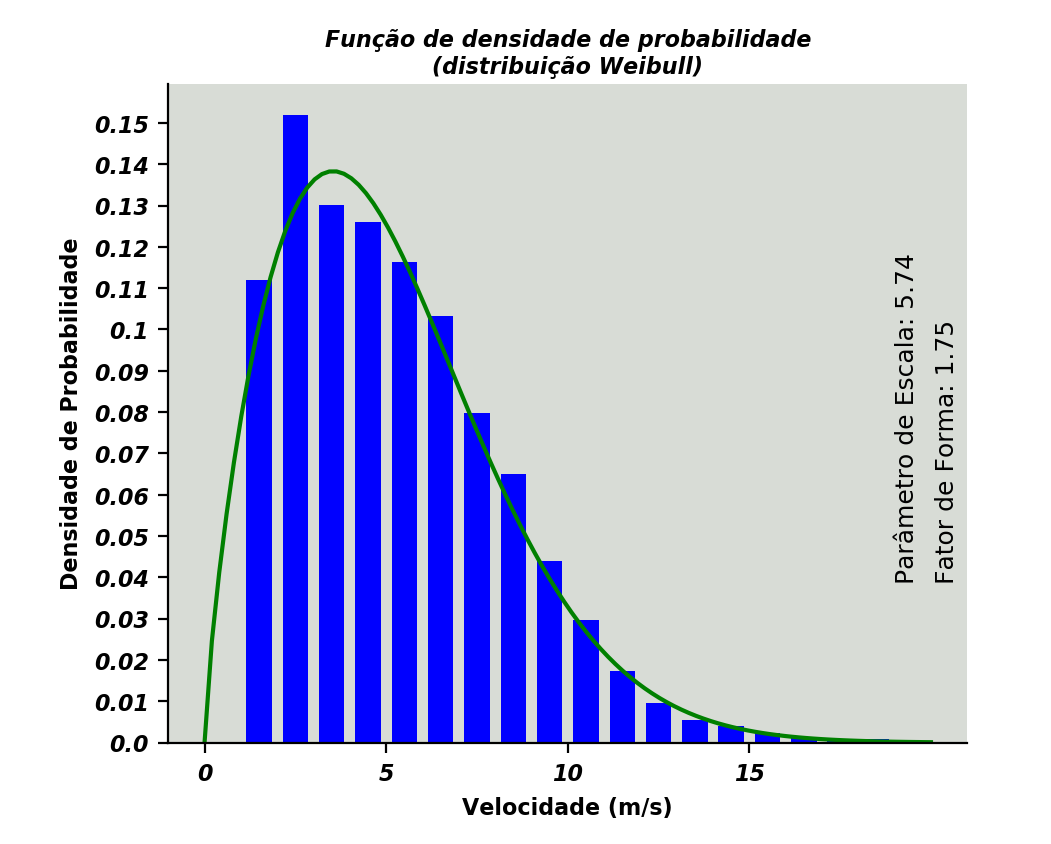 Função de densidade de probabilidade
(distribuição Weibull)
0.15
0.14
0.13
0.12
0.11
0.1
0.09
0.08
0.07
0.06
0.05
0.04
0.03
0.02
0.01
0.0
Densidade de Probabilidade
Parâmetro de Escala: 5.74
Fator de Forma: 1.75
0 5 10 15
Velocidade (m/s)